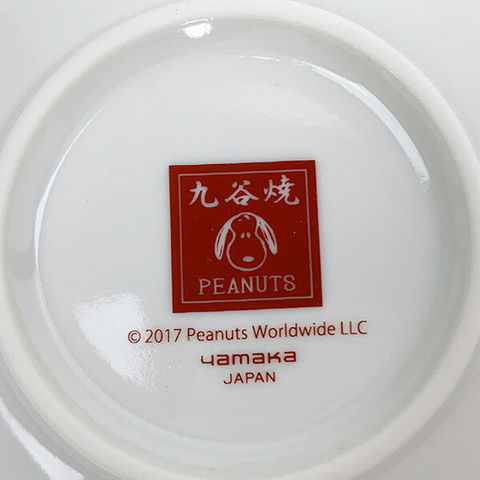 九谷焼
PEANUTS
© 2017 Peanuts Worldwide LLC
yamaka
JAPAN